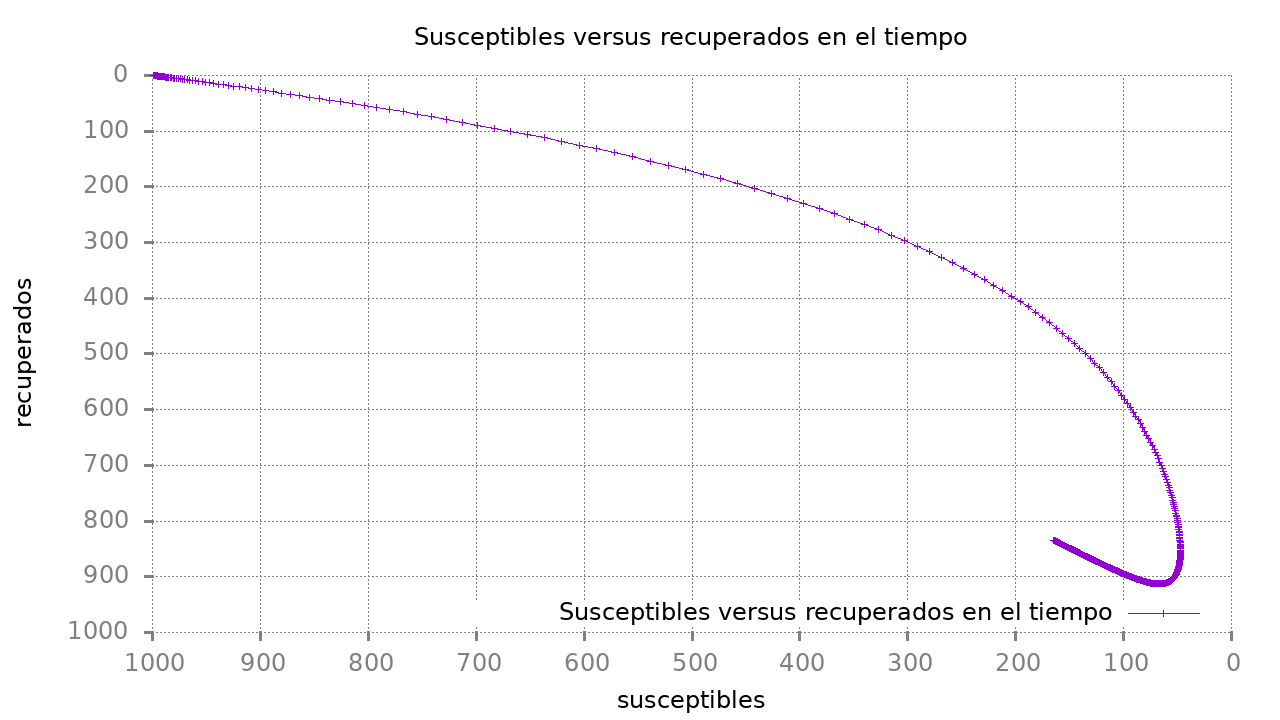 Susceptibles versus recuperados en el tiempo
0
100
200
300
400
500
600
700
800
900
1000
recuperados
Susceptibles versus recuperados en el tiempo
1000 900 800 700 600 500 400 300 200 100 0
susceptibles